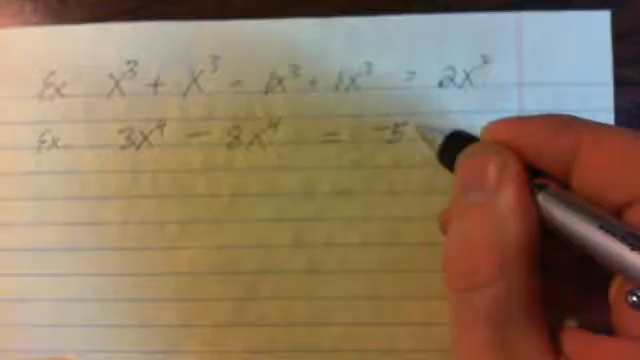 Ex x³ + x³ = 1x³ + 1x³ = 2x³
Ex. 3x⁴ - 8x⁴ = -5